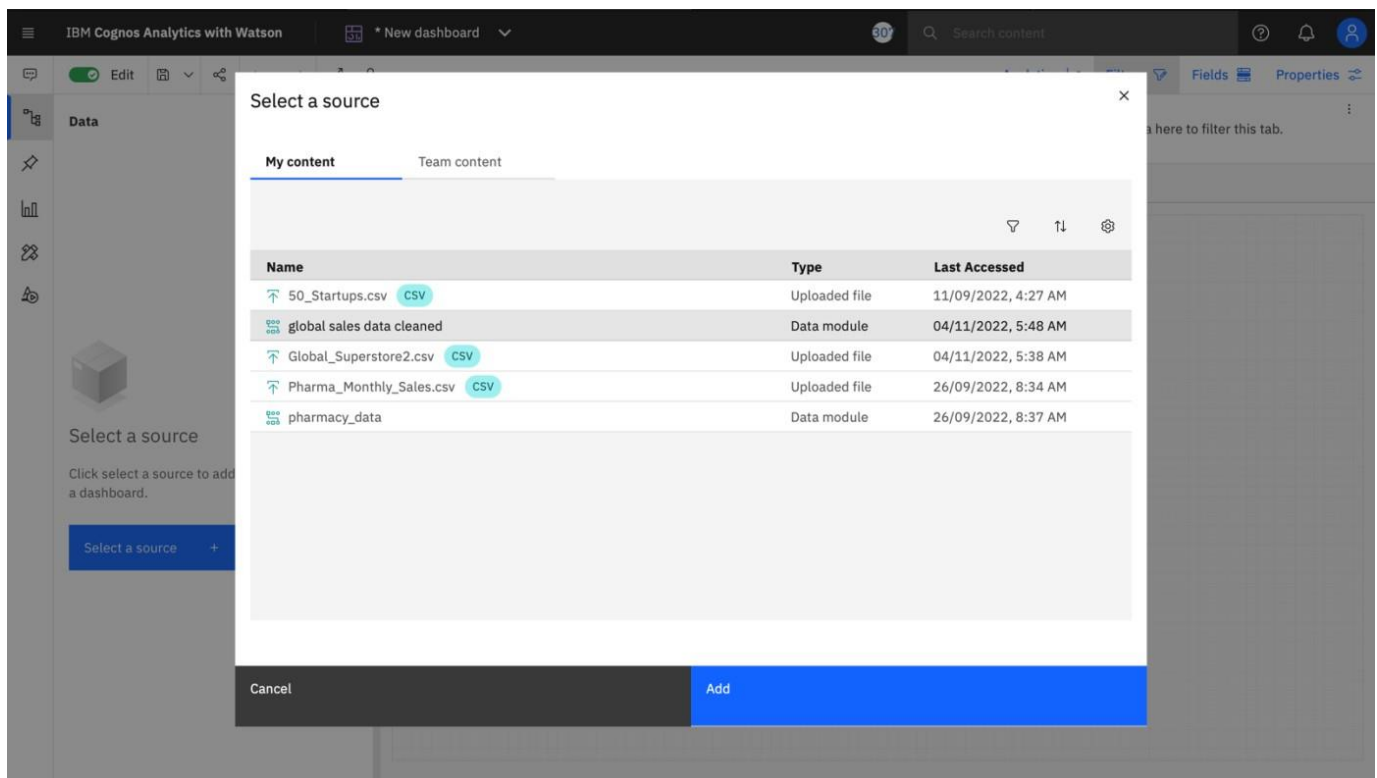 IBM Cognos Analytics with Watson
* New dashboard
Search content
Edit
Fields
Properties
Data
a here to filter this tab.
Select a source
My content
Team content
Name Type Last Accessed
50_Startups.csv CSV Uploaded file 11/09/2022, 4:27 AM
global sales data cleaned Data module 04/11/2022, 5:48 AM
Global_Superstore2.csv CSV Uploaded file 04/11/2022, 5:38 AM
Pharma_Monthly_Sales.csv CSV Uploaded file 26/09/2022, 8:34 AM
pharmacy_data Data module 26/09/2022, 8:37 AM
Select a source
Click select a source to add
a dashboard.
Select a source +
Cancel
Add